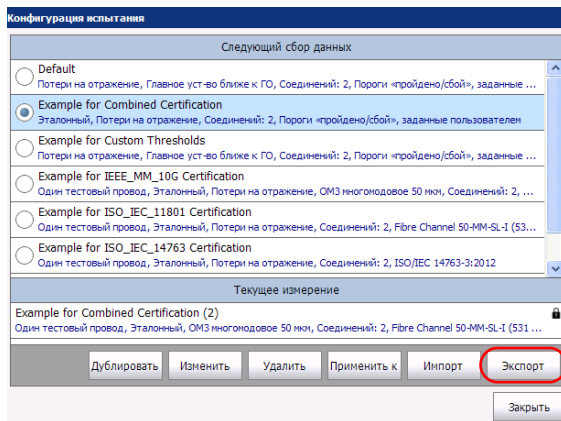 Конфигурация испытания
Следующий сбор данных
Default
Потери на отражение, Главное уст-во ближе к ГО, Соединений: 2, Пороги «пройдено/сбой», заданные ...
Example for Combined Certification
Эталонный, Потери на отражение, Соединений: 2, Пороги «пройдено/сбой», заданные пользователем
Example for Custom Thresholds
Потери на отражение, Главное уст-во ближе к ГО, Соединений: 2, Пороги «пройдено/сбой», заданные ...
Example for IEEE_MM_10G Certification
Один тестовый провод, Эталонный, Потери на отражение, OM3 многомодовое 50 мкм, Соединений: 2, ...
Example for ISO_IEC_11801 Certification
Один тестовый провод, Эталонный, Потери на отражение, Соединений: 2, Fibre Channel 50-MM-SL-I (53...
Example for ISO_IEC_14763 Certification
Один тестовый провод, Эталонный, Потери на отражение, Соединений: 2, ISO/IEC 14763-3:2012
Текущее измерение
Example for Combined Certification (2)
Один тестовый провод, Эталонный, OM3 многомодовое 50 мкм, Соединений: 2, Fibre Channel 50-MM-SL-I (531 ...
Дублировать Изменить Удалить Применить к Импорт Экспорт
Закрыть